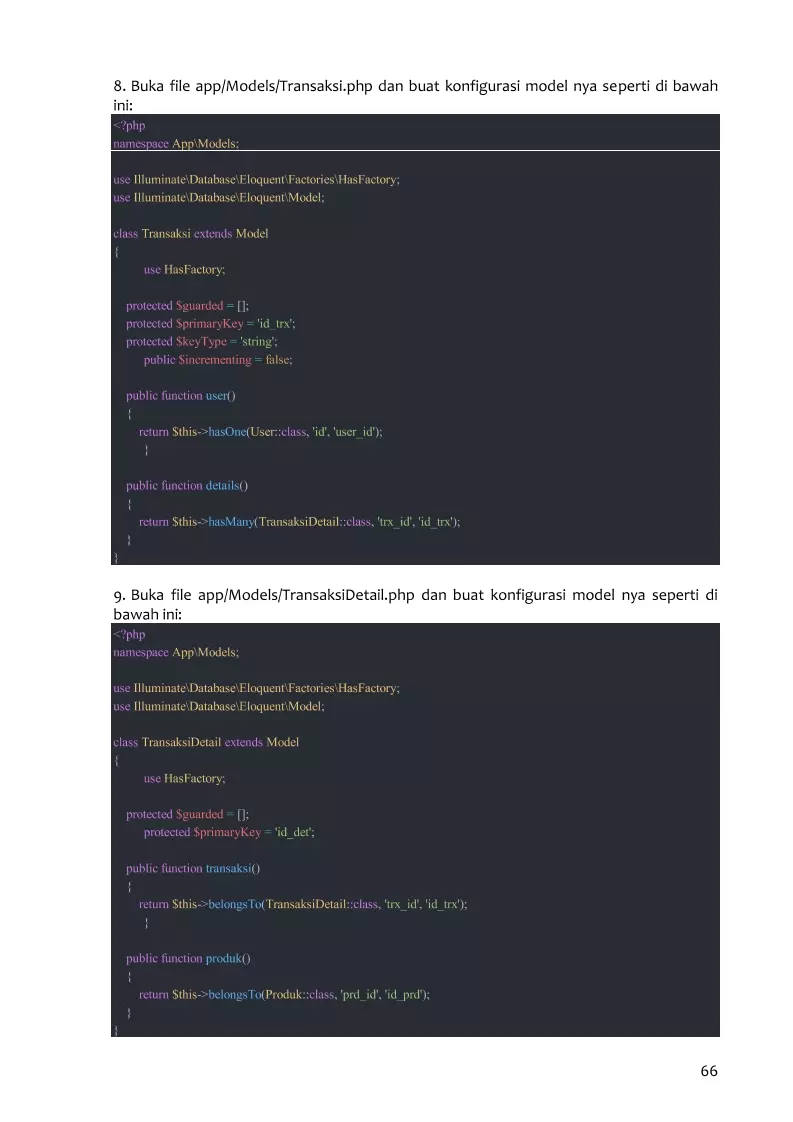 8. Buka file app/Models/Transaksi.php dan buat konfigurasi model nya seperti di bawah
ini:
<?php
namespace App\Models;
use Illuminate\Database\Eloquent\Factories\HasFactory;
use Illuminate\Database\Eloquent\Model;
class Transaksi extends Model
{
use HasFactory;
protected $guarded = [];
protected $primaryKey = 'id_trx';
protected $keyType = 'string';
public $incrementing = false;
public function user()
{
return $this->hasOne(User::class, 'id', 'user_id');
}
public function details()
{
return $this->hasMany(TransaksiDetail::class, 'trx_id', 'id_trx');
}
}
9. Buka file app/Models/TransaksiDetail.php dan buat konfigurasi model nya seperti di
bawah ini:
<?php
namespace App\Models;
use Illuminate\Database\Eloquent\Factories\HasFactory;
use Illuminate\Database\Eloquent\Model;
class TransaksiDetail extends Model
{
use HasFactory;
protected $guarded = [];
protected $primaryKey = 'id_det';
public function transaksi()
{
return $this->belongsTo(TransaksiDetail::class, 'trx_id', 'id_trx');
}
public function produk()
{
return $this->belongsTo(Produk::class, 'prd_id', 'id_prd');
}
}
66